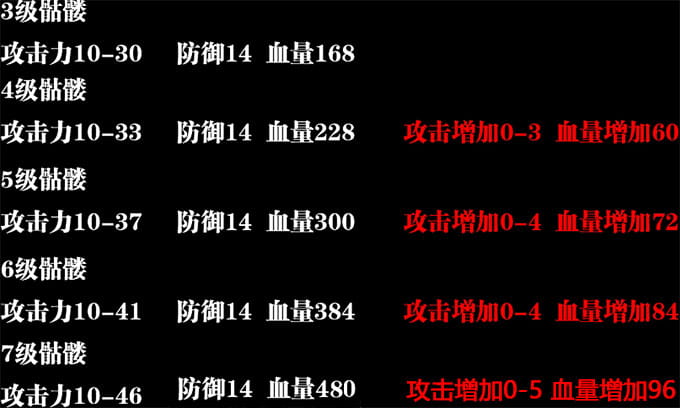 3级骷髅
攻击力10-30 防御14 血量168
4级骷髅
攻击力10-33 防御14 血量228 攻击增加0-3 血量增加60
5级骷髅
攻击力10-37 防御14 血量300 攻击增加0-4 血量增加72
6级骷髅
攻击力10-41 防御14 血量384 攻击增加0-4 血量增加84
7级骷髅
攻击力10-46 防御14 血量480 攻击增加0-5 血量增加96